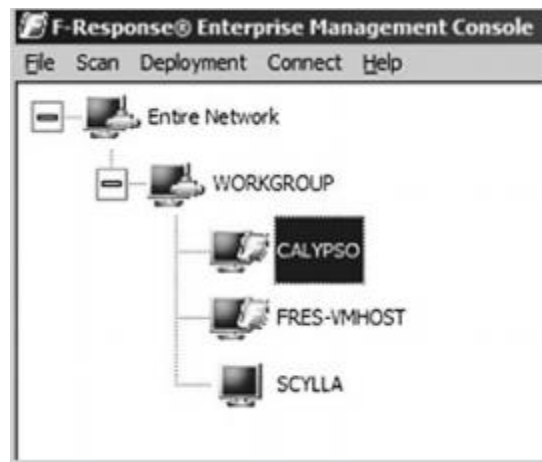 F-Response® Enterprise Management Console
File Scan Deployment Connect Help
Entire Network
WORKGROUP
CALYPSO
FRES-VMHOST
SCYLLA